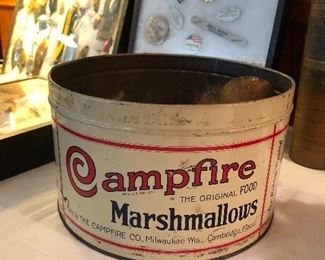 Campfire
THE ORIGINAL FOOD
Marshmallows
THE CAMPFIRE CO., Milwaukee, Wis., Cambridge, Mass.